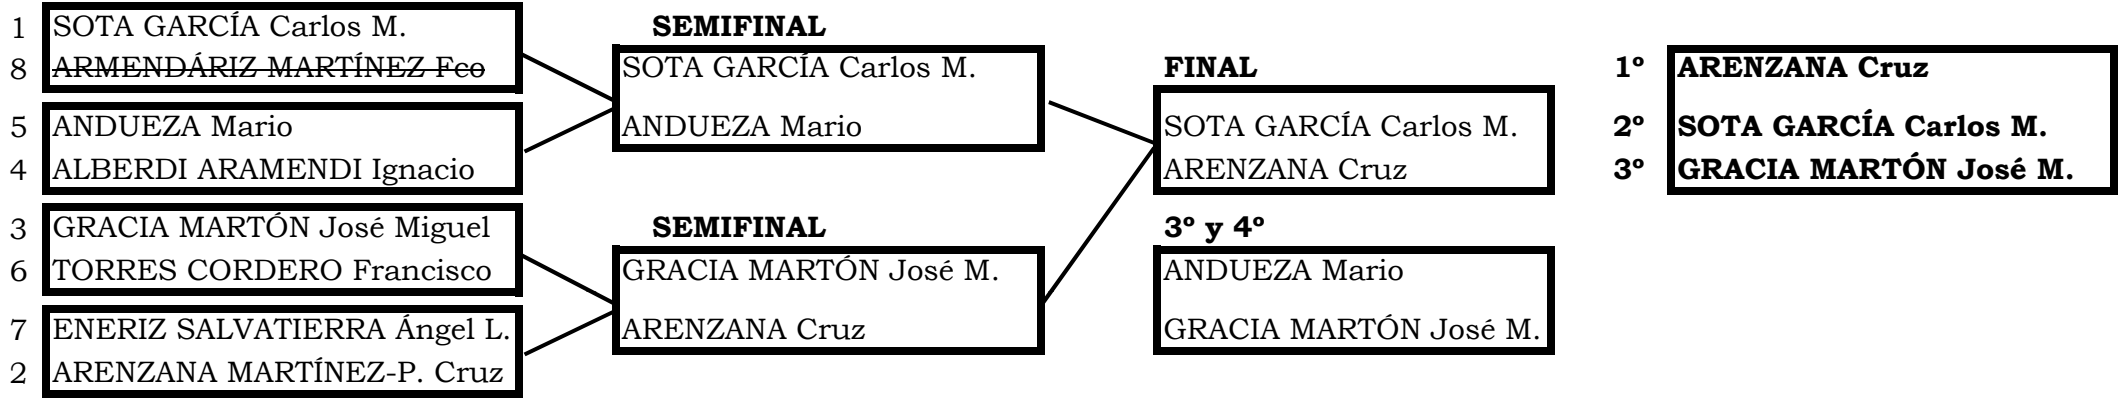 1 SOTA GARCÍA Carlos M.
8 ARMENDÁRIZ MARTÍNEZ Fco
5 ANDUEZA Mario
4 ALBERDI ARAMENDI Ignacio
3 GRACIA MARTÓN José Miguel
6 TORRES CORDERO Francisco
7 ENERIZ SALVATIERRA Ángel L.
2 ARENZANA MARTÍNEZ-P. Cruz
SEMIFINAL
SOTA GARCÍA Carlos M.
ANDUEZA Mario
SEMIFINAL
GRACIA MARTÓN José M.
ARENZANA Cruz
FINAL
SOTA GARCÍA Carlos M.
ARENZANA Cruz
3º y 4º
ANDUEZA Mario
GRACIA MARTÓN José M.
1º ARENZANA Cruz
2º SOTA GARCÍA Carlos M.
3º GRACIA MARTÓN José M.